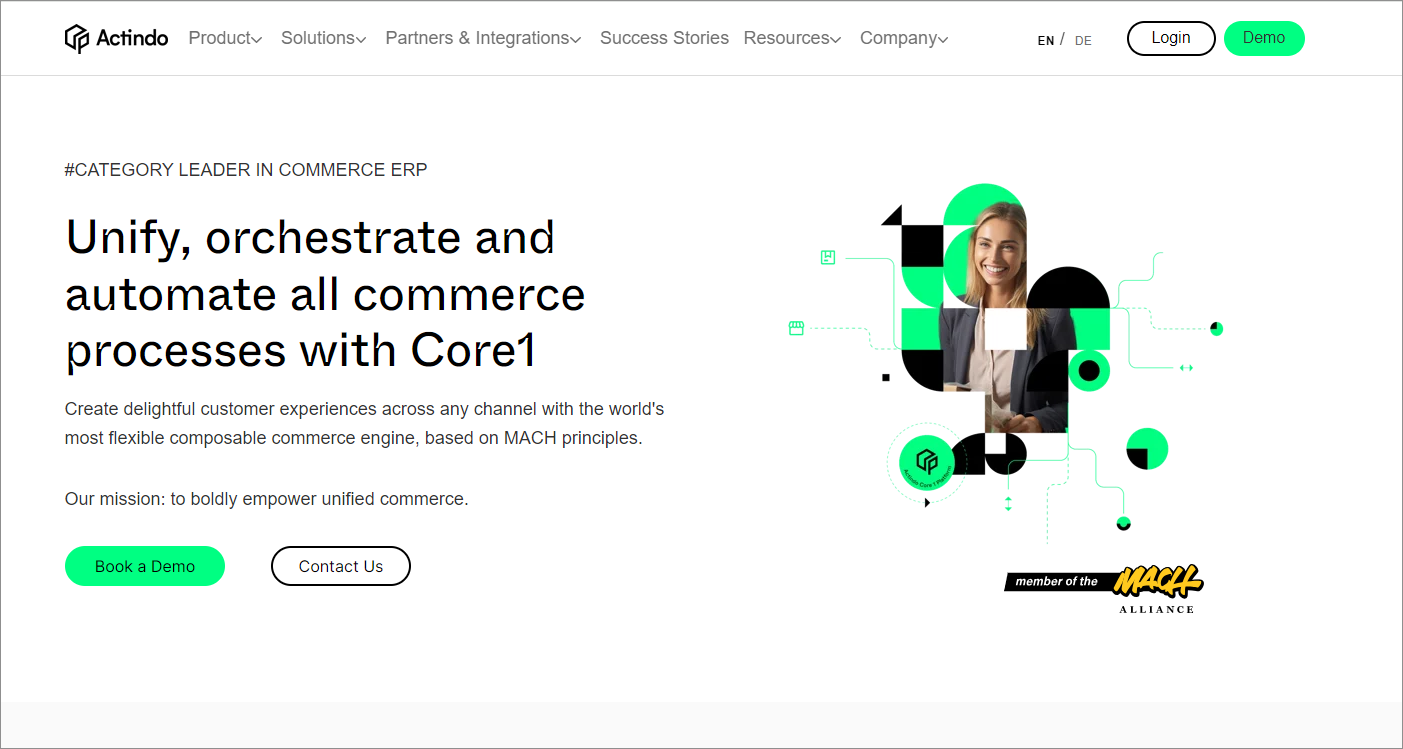 Actindo
Product
Solutions
Partners & Integrations
Success Stories
Resources
Company
EN / DE
Login
Demo
#CATEGORY LEADER IN COMMERCE ERP
Unify, orchestrate and
automate all commerce
processes with Core1
Create delightful customer experiences across any channel with the world's
most flexible composable commerce engine, based on MACH principles.
Our mission: to boldly empower unified commerce.
Book a Demo
Contact Us
Actindo Core 1 Platform
member of the MACH
ALLIANCE